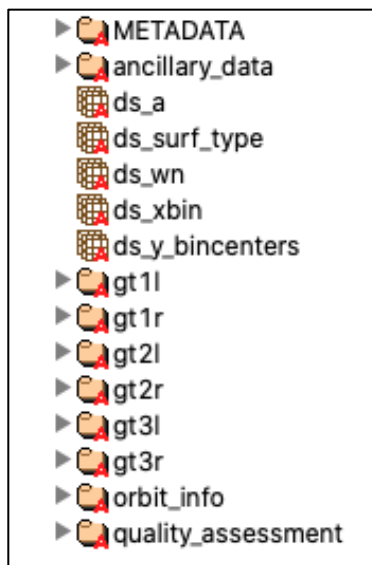 METADATA
ancillary_data
ds_a
ds_surf_type
ds_wn
ds_xbin
ds_y_bincenters
gt1l
gt1r
gt2l
gt2r
gt3l
gt3r
orbit_info
quality_assessment